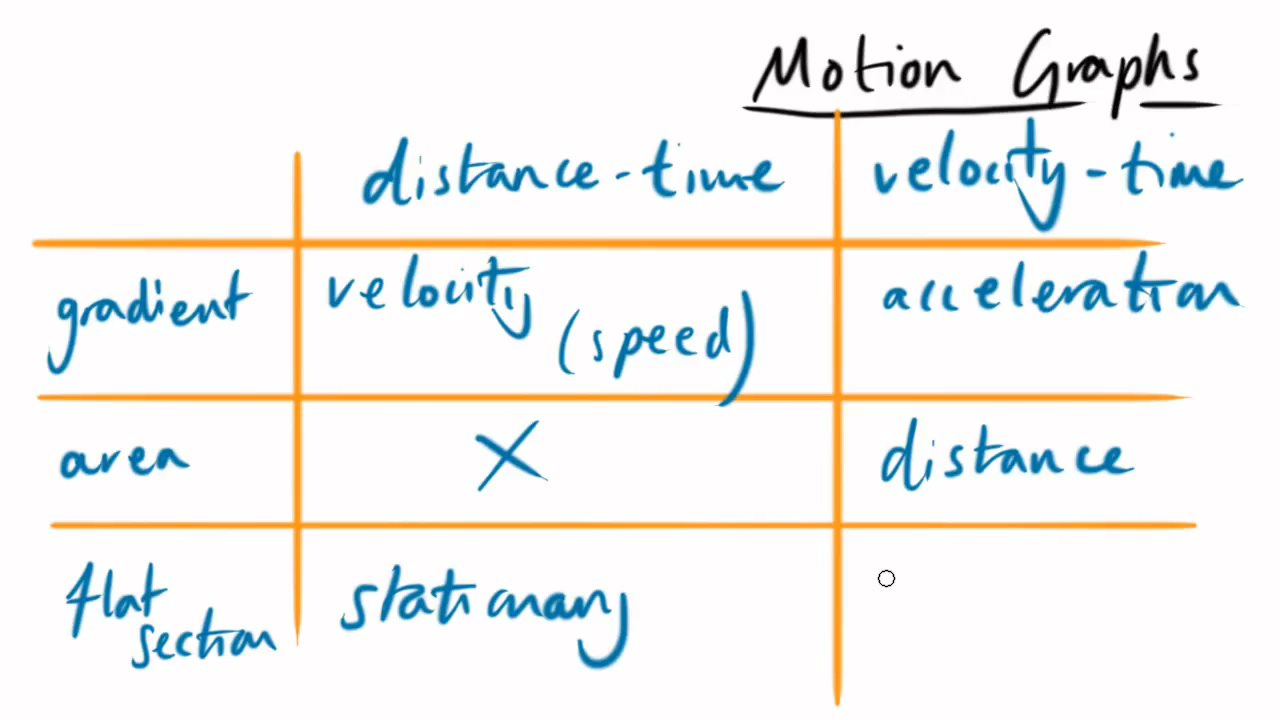 Motion Graphs
distance-time velocity-time
gradient velocity (speed) acceleration
area X distance
flat section stationary